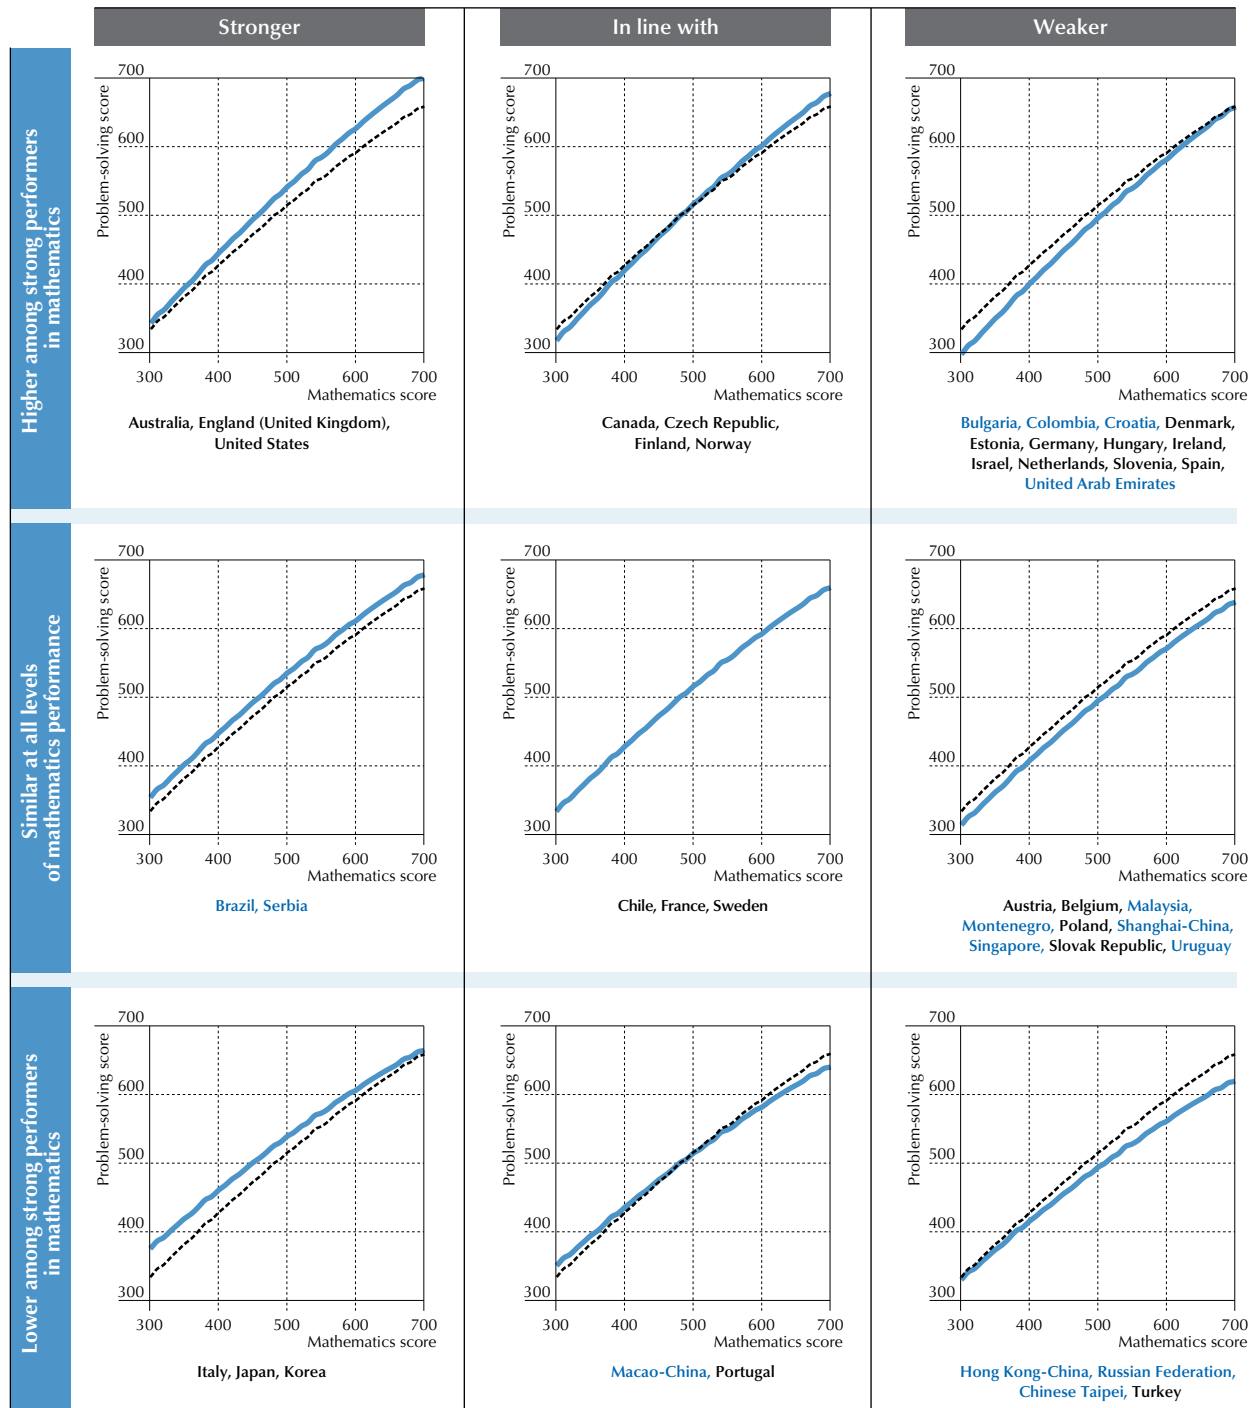 Stronger
In line with
Weaker
Higher among strong performers
in mathematics
Problem-solving score
700
600
500
400
300
300 400 500 600 700
Mathematics score
Australia, England (United Kingdom),
United States
Problem-solving score
700
600
500
400
300
300 400 500 600 700
Mathematics score
Canada, Czech Republic,
Finland, Norway
Problem-solving score
700
600
500
400
300
300 400 500 600 700
Mathematics score
Bulgaria, Colombia, Croatia, Denmark,
Estonia, Germany, Hungary, Ireland,
Israel, Netherlands, Slovenia, Spain,
United Arab Emirates
Similar at all levels
of mathematics performance
Problem-solving score
700
600
500
400
300
300 400 500 600 700
Mathematics score
Brazil, Serbia
Problem-solving score
700
600
500
400
300
300 400 500 600 700
Mathematics score
Chile, France, Sweden
Problem-solving score
700
600
500
400
300
300 400 500 600 700
Mathematics score
Austria, Belgium, Malaysia,
Montenegro, Poland, Shanghai-China,
Singapore, Slovak Republic, Uruguay
Lower among strong performers
in mathematics
Problem-solving score
700
600
500
400
300
300 400 500 600 700
Mathematics score
Italy, Japan, Korea
Problem-solving score
700
600
500
400
300
300 400 500 600 700
Mathematics score
Macao-China, Portugal
Problem-solving score
700
600
500
400
300
300 400 500 600 700
Mathematics score
Hong Kong-China, Russian Federation,
Chinese Taipei, Turkey